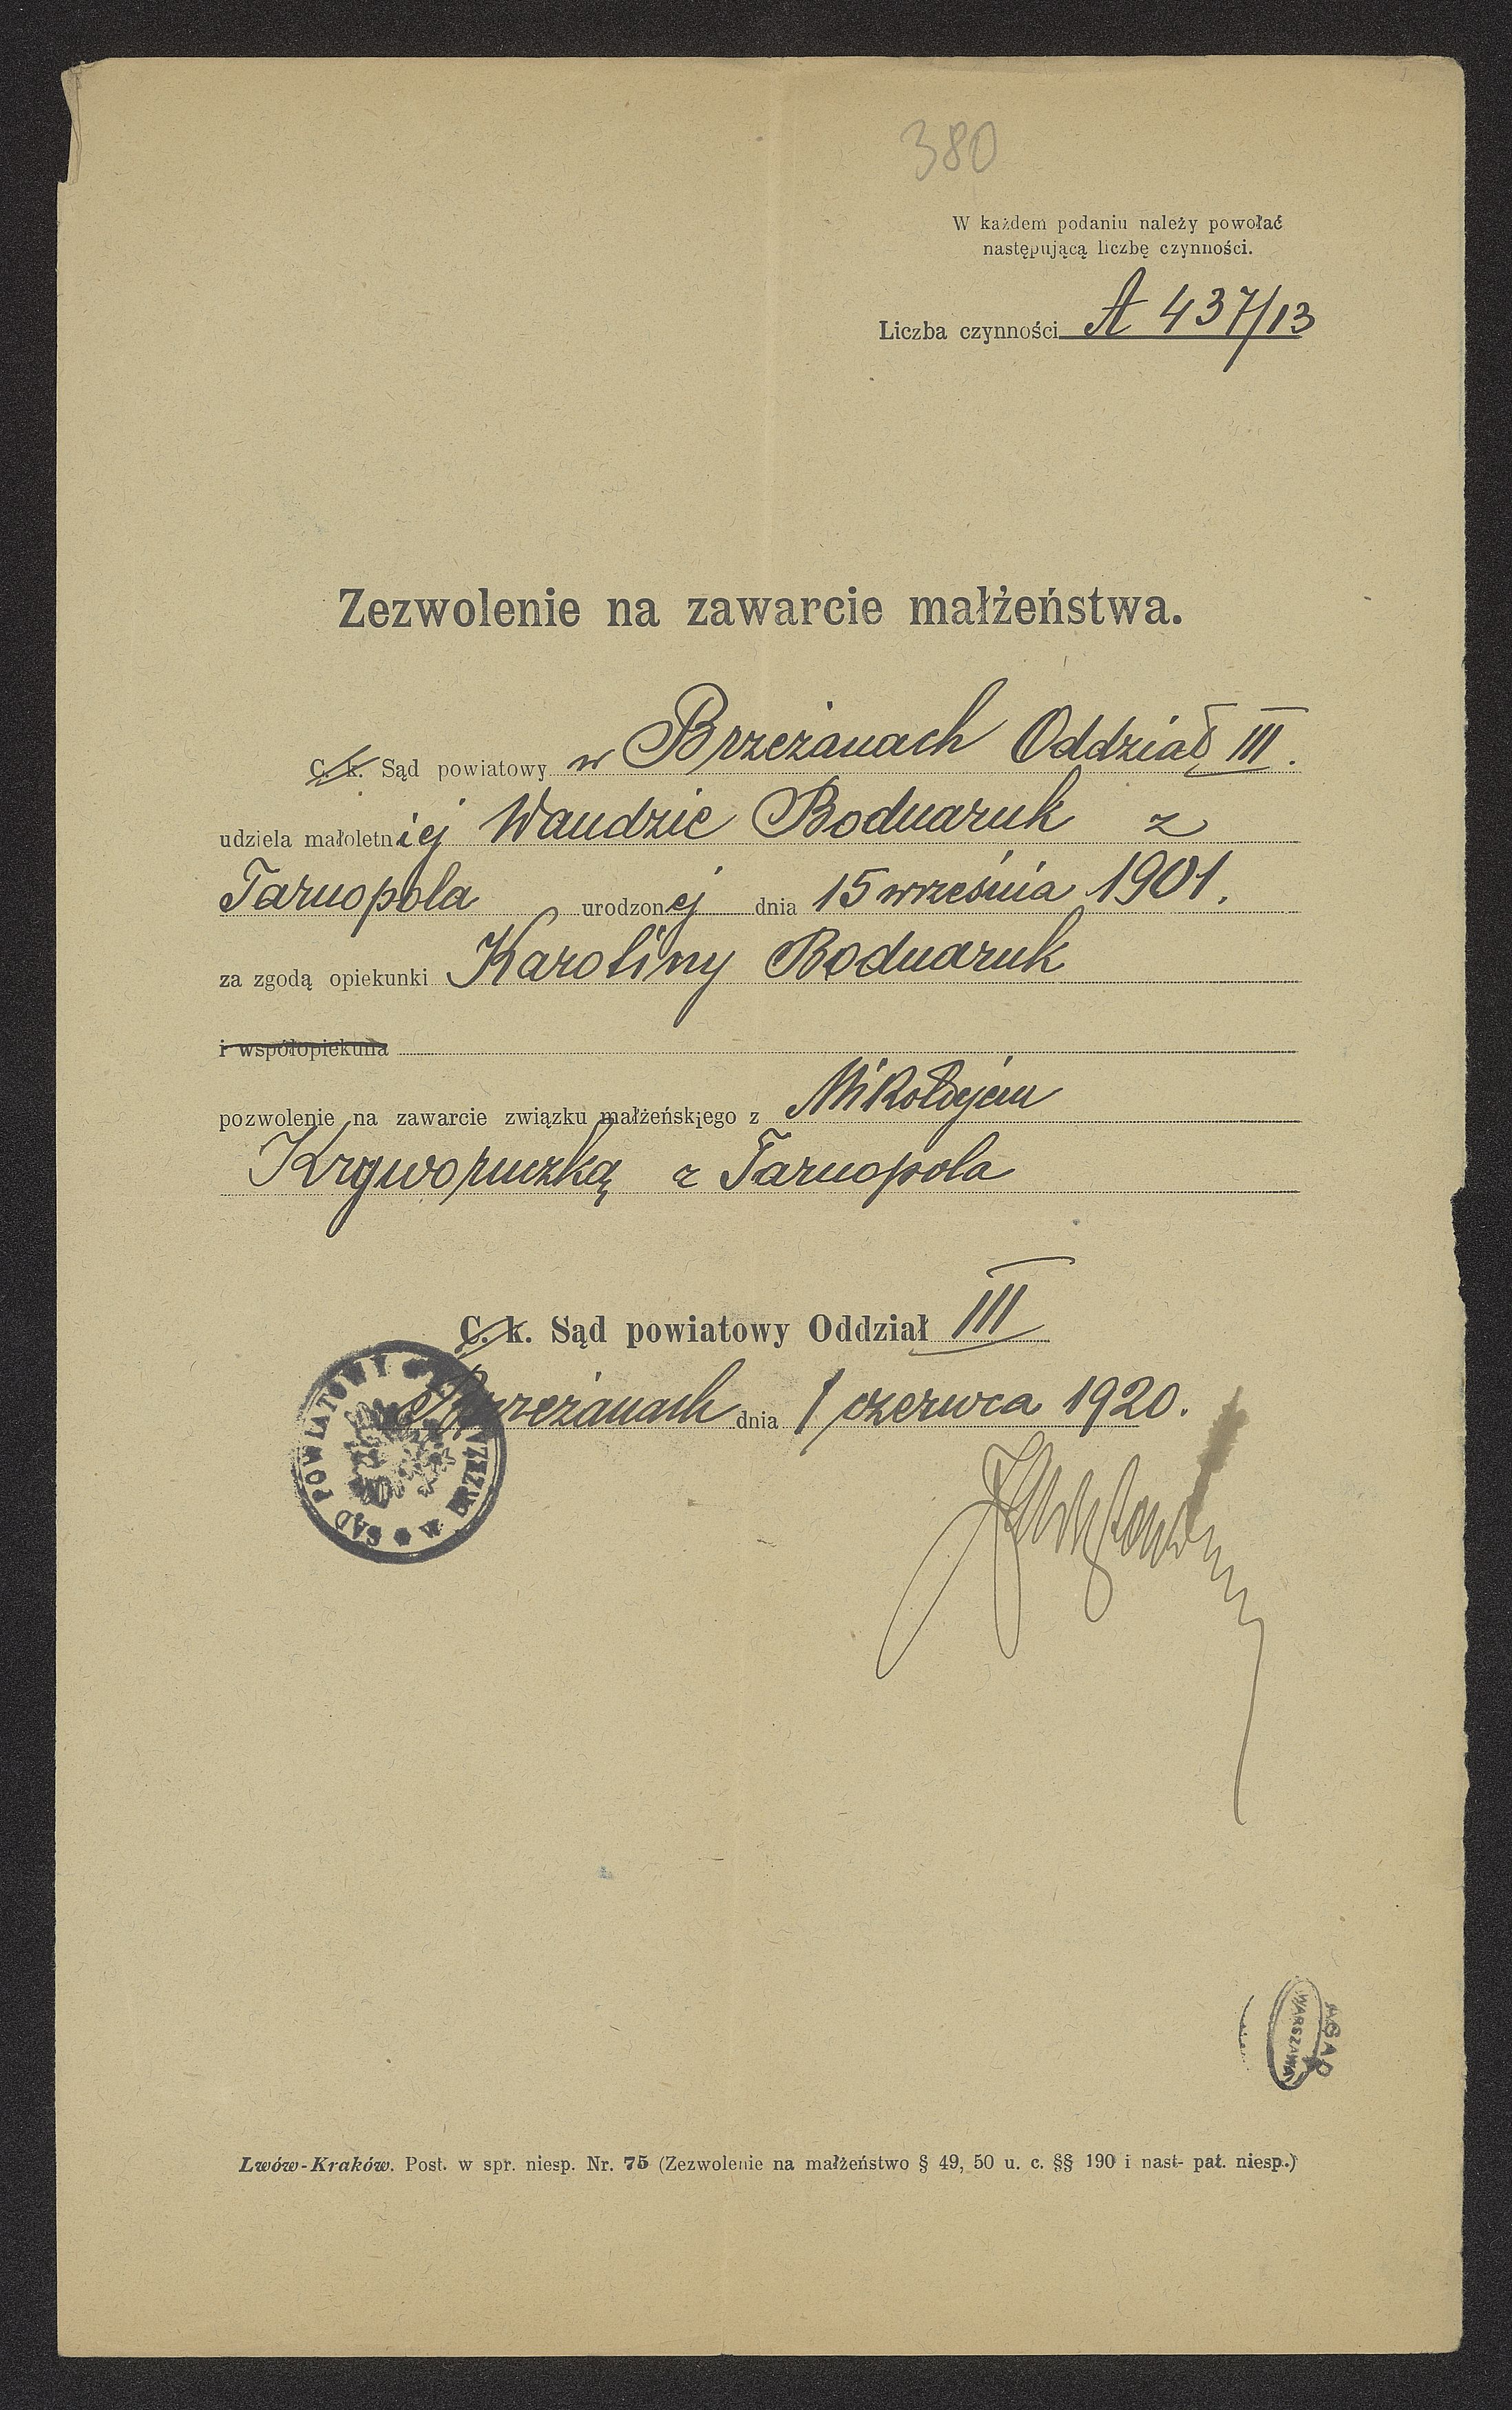 380
W każdem podaniu należy powołać
następującą liczbę czynności.
Liczba czynności A 437/13
Zezwolenie na zawarcie małżeństwa.
C. k. Sąd powiatowy w Brzeżanach Oddział III.
udziela małoletniej Wandzie Bodnaruk z
Tarnopola urodzonej dnia 15 września 1901.
za zgodą opiekunki Karoliny Bodnaruk
i współopiekuna
pozwolenie na zawarcie związku małżeńskiego z Mikołajem
Kryworuczką z Tarnopola
C. k. Sąd powiatowy Oddział III
Brzeżanach dnia 1 czerwca 1920.
SĄD POWIATOWY
AGAD
WARSZAWA
Lwów-Kraków. Post. w spr. niesp. Nr. 75 (Zezwolenie na małżeństwo § 49, 50 u. c. §§ 190 i nast- pat. niesp.)